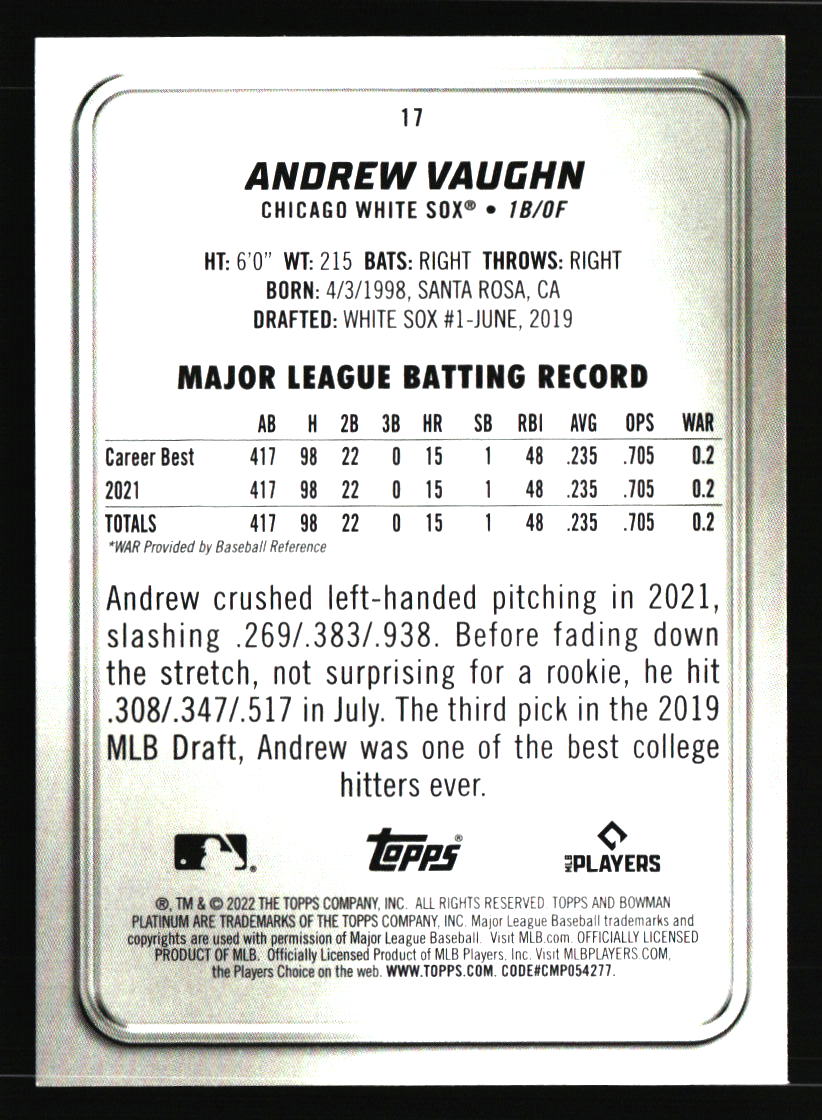 17
ANDREW VAUGHN
CHICAGO WHITE SOX® • 1B/OF
HT: 6'0" WT: 215 BATS: RIGHT THROWS: RIGHT
BORN: 4/3/1998, SANTA ROSA, CA
DRAFTED: WHITE SOX #1-JUNE, 2019
MAJOR LEAGUE BATTING RECORD
AB H 2B 3B HR SB RBI AVG OPS WAR
Career Best 417 98 22 0 15 1 48 .235 .705 0.2
2021 417 98 22 0 15 1 48 .235 .705 0.2
TOTALS 417 98 22 0 15 1 48 .235 .705 0.2
*WAR Provided by Baseball Reference
Andrew crushed left-handed pitching in 2021,
slashing .269/.383/.938. Before fading down
the stretch, not surprising for a rookie, he hit
.308/.347/.517 in July. The third pick in the 2019
MLB Draft, Andrew was one of the best college
hitters ever.
® topps® MLB PLAYERS
®, TM & © 2022 THE TOPPS COMPANY, INC. ALL RIGHTS RESERVED. TOPPS AND BOWMAN
PLATINUM ARE TRADEMARKS OF THE TOPPS COMPANY, INC. Major League Baseball trademarks and
copyrights are used with permission of Major League Baseball. Visit MLB.com. OFFICIALLY LICENSED
PRODUCT OF MLB. Officially Licensed Product of MLB Players, Inc. Visit MLBPLAYERS.COM,
the Players Choice on the web. WWW.TOPPS.COM. CODE#CMP054277.